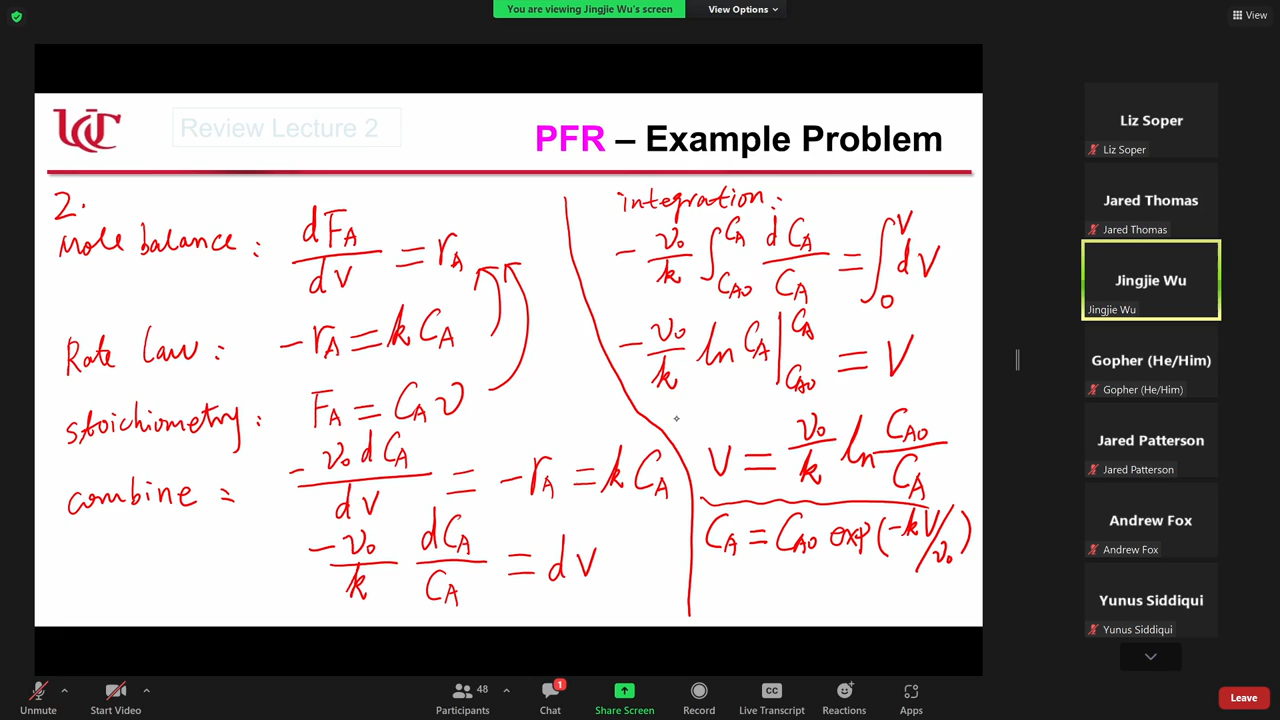 You are viewing Jingjie Wu's screen
View Options
View
UC
Review Lecture 2
PFR – Example Problem
2.
Mole balance: dF_A/dV = r_A
Rate law: -r_A = k C_A
stoichiometry: F_A = C_A υ
combine = -υ_0 dC_A/dV = -r_A = k C_A
-υ_0/k dC_A/C_A = dV
integration:
-υ_0/k ∫_{C_A0}^{C_A} dC_A/C_A = ∫_0^V dV
-υ_0/k ln C_A |_{C_A0}^{C_A} = V
V = υ_0/k ln C_A0/C_A
C_A = C_A0 exp(-kV/υ_0)
Liz Soper
Liz Soper
Jared Thomas
Jared Thomas
Jingjie Wu
Jingjie Wu
Gopher (He/Him)
Gopher (He/Him)
Jared Patterson
Jared Patterson
Andrew Fox
Andrew Fox
Yunus Siddiqui
Yunus Siddiqui
Unmute
Start Video
48
Participants
1
Chat
Share Screen
Record
CC
Live Transcript
Reactions
Apps
Leave